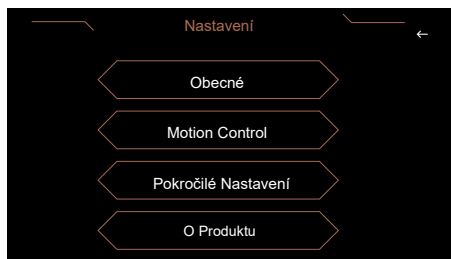 Nastavení
Obecné
Motion Control
Pokročilé Nastavení
O Produktu